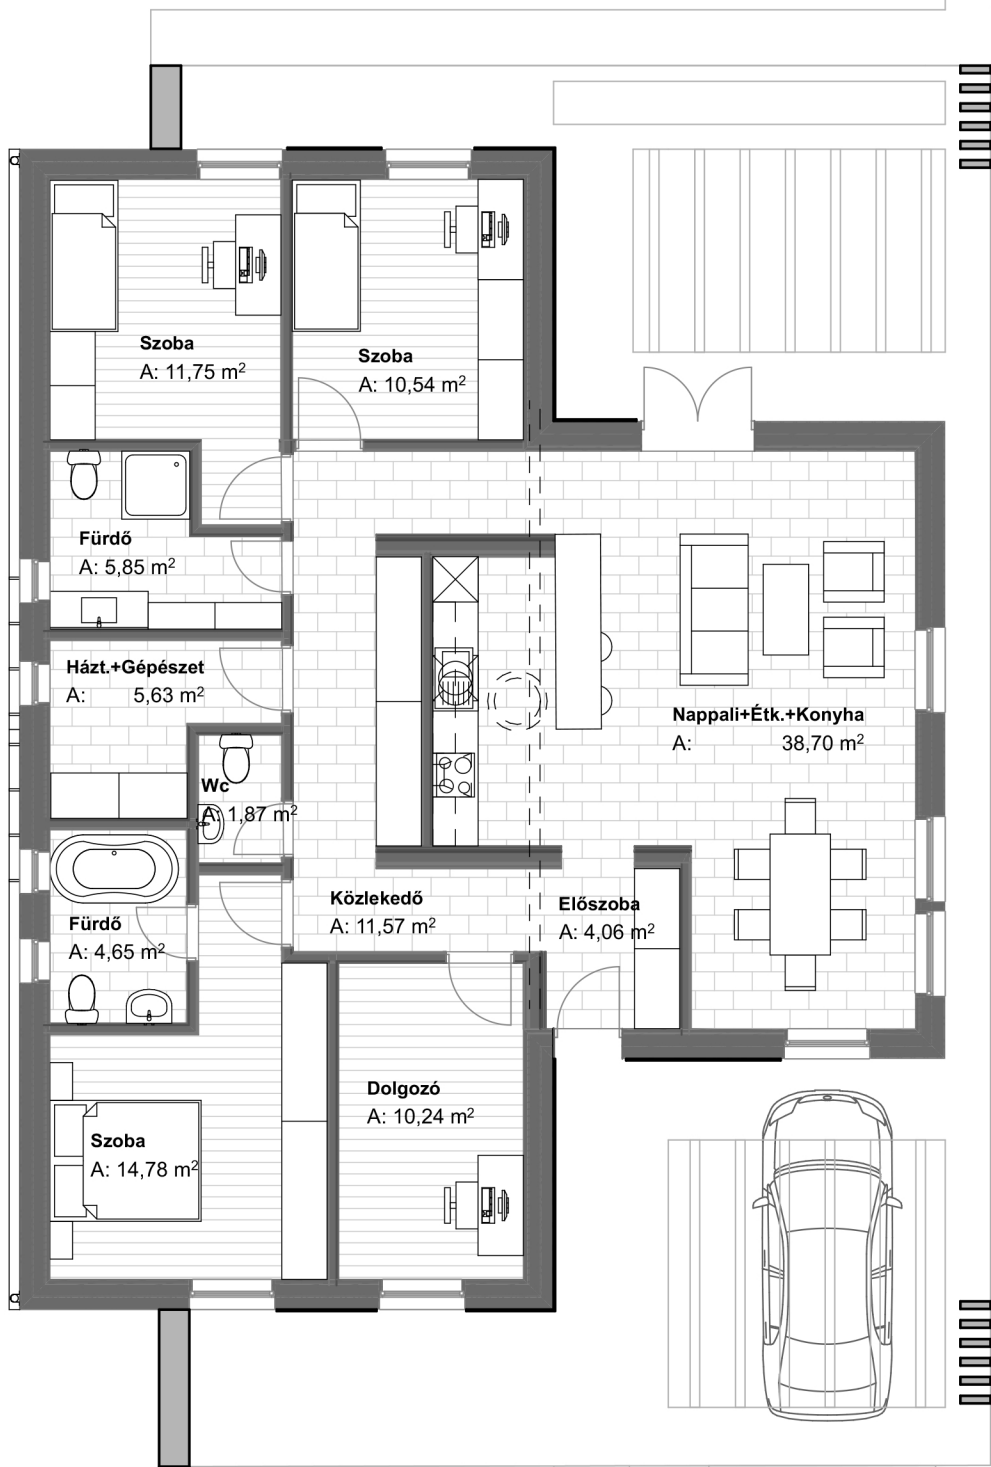 Szoba
A: 11,75 m²
Szoba
A: 10,54 m²
Fürdő
A: 5,85 m²
Házt.+Gépészet
A: 5,63 m²
Nappali+Étk.+Konyha
A: 38,70 m²
Wc
A: 1,87 m²
Közlekedő
A: 11,57 m²
Előszoba
A: 4,06 m²
Fürdő
A: 4,65 m²
Dolgozó
A: 10,24 m²
Szoba
A: 14,78 m²